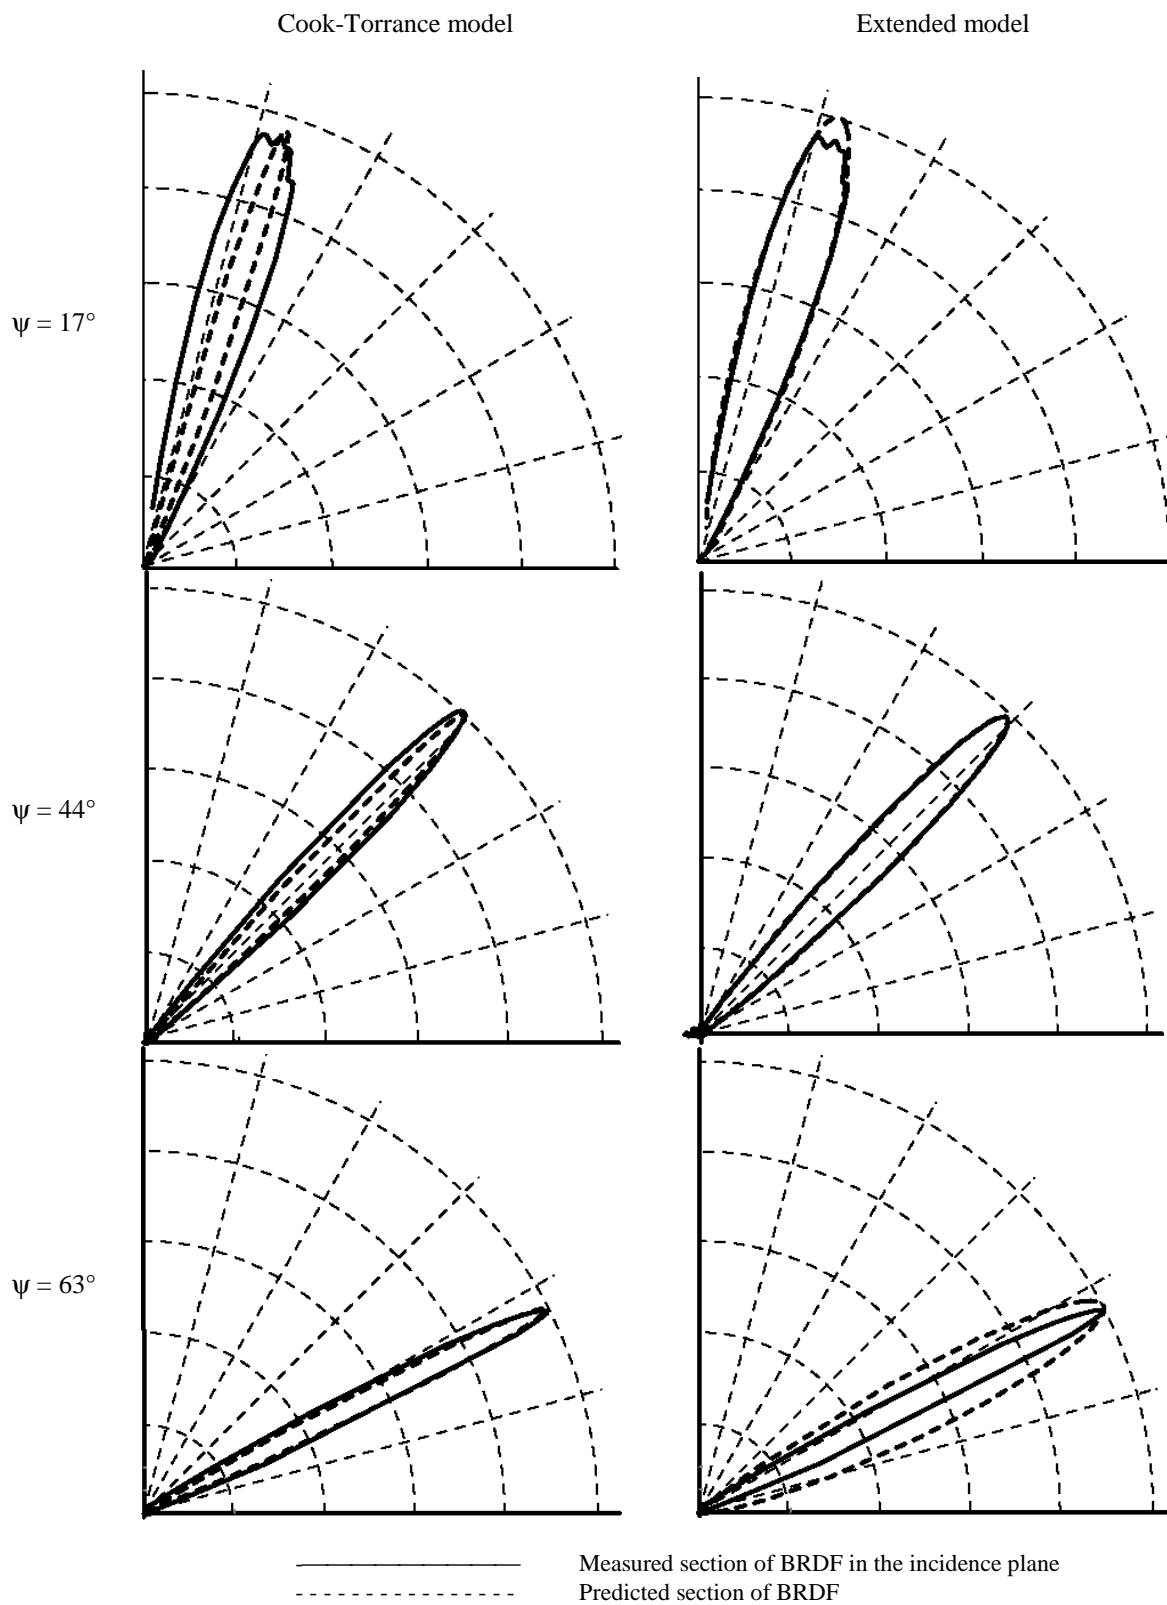 Cook-Torrance model
Extended model
ψ = 17°
ψ = 44°
ψ = 63°
Measured section of BRDF in the incidence plane
Predicted section of BRDF